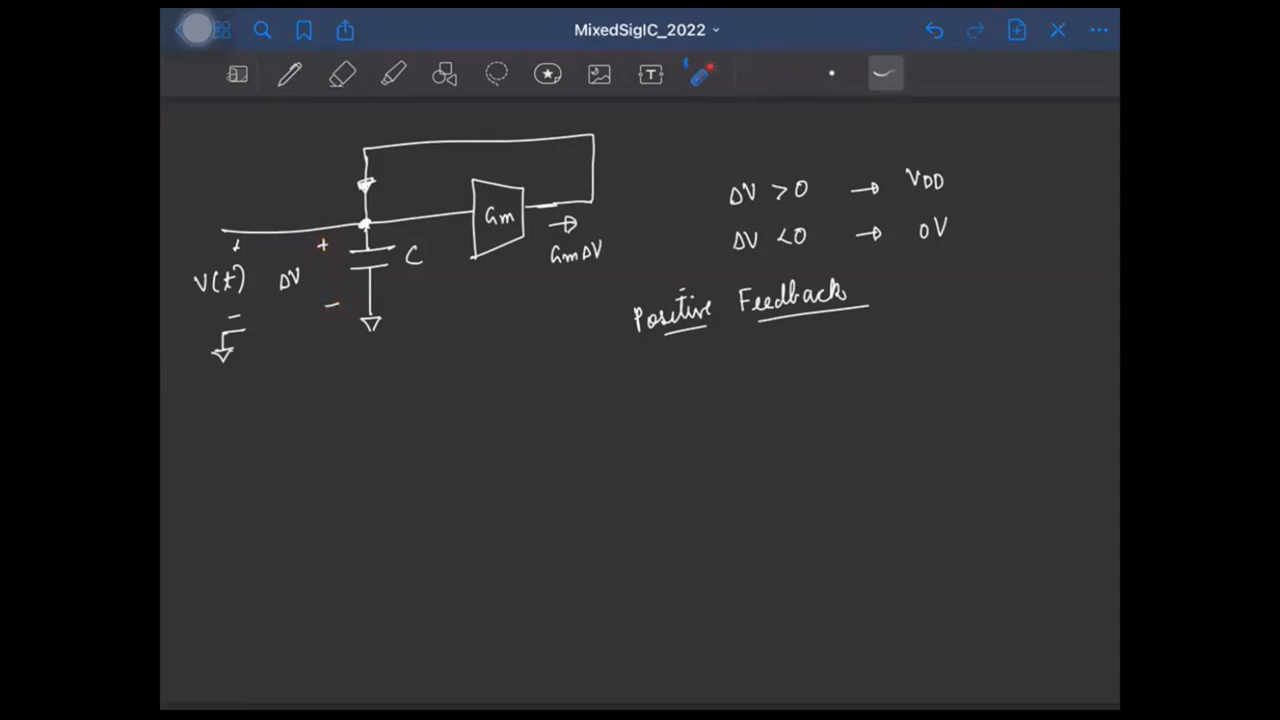 MixedSigIC_2022
T
Gm
GmΔV
C
+
V(t)
-
+
ΔV
-
ΔV > 0 → VDD
ΔV < 0 → 0V
Positive Feedback